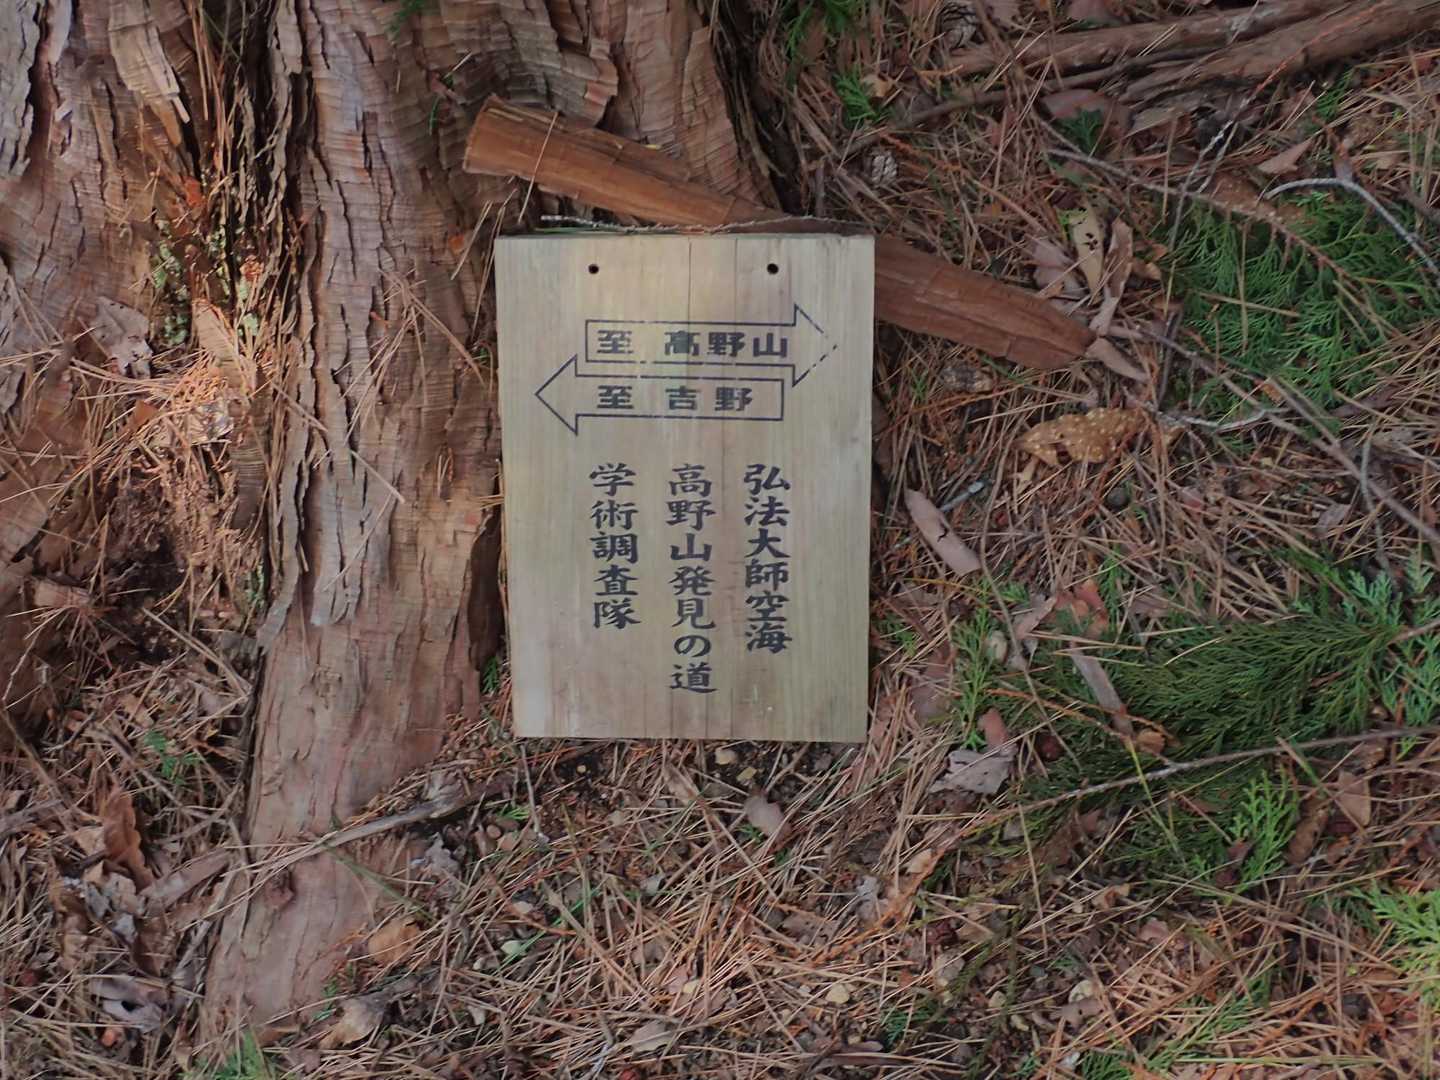 至 高野山
至 吉野
弘法大師空海
高野山発見の道
学術調査隊